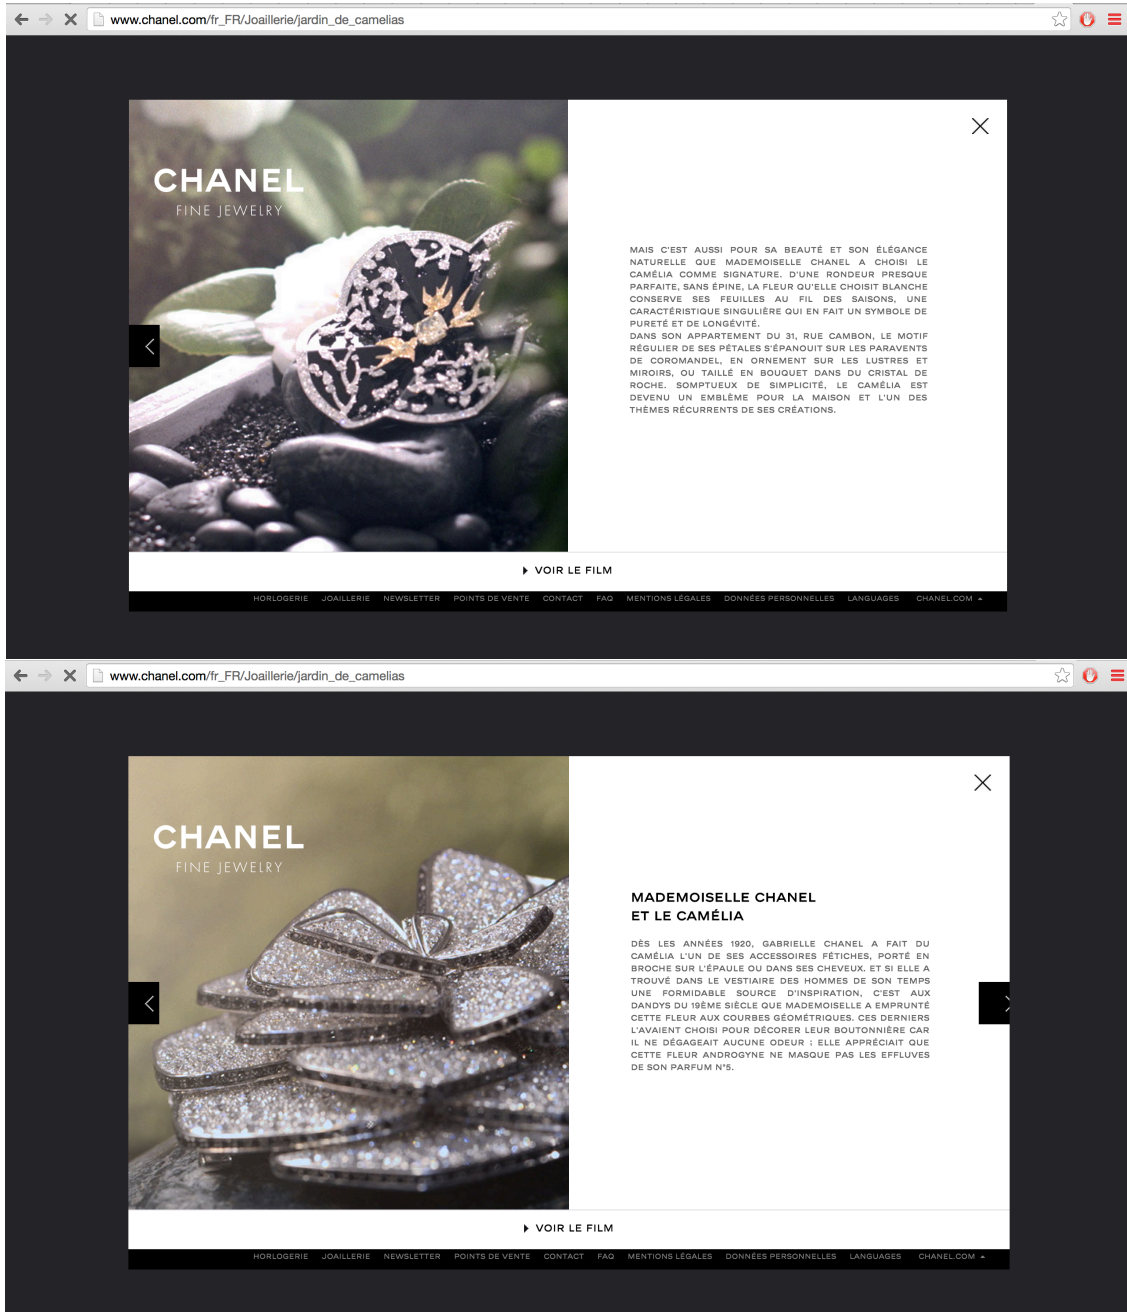 www.chanel.com/fr_FR/Joaillerie/jardin_de_camelias
CHANEL
FINE JEWELRY
MAIS C'EST AUSSI POUR SA BEAUTÉ ET SON ÉLÉGANCE
NATURELLE QUE MADEMOISELLE CHANEL A CHOISI LE
CAMÉLIA COMME SIGNATURE. D'UNE RONDEUR PRESQUE
PARFAITE, SANS ÉPINE, LA FLEUR QU'ELLE CHOISIT BLANCHE
CONSERVE SES FEUILLES AU FIL DES SAISONS, UNE
CARACTÉRISTIQUE SINGULIÈRE QUI EN FAIT UN SYMBOLE DE
PURETÉ ET DE LONGÉVITÉ.
DANS SON APPARTEMENT DU 31, RUE CAMBON, LE MOTIF
RÉGULIER DE SES PÉTALES S'ÉPANOUIT SUR LES PARAVENTS
DE COROMANDEL, EN ORNEMENT SUR LES LUSTRES ET
MIROIRS, OU TAILLÉ EN BOUQUET DANS DU CRISTAL DE
ROCHE. SOMPTUEUX DE SIMPLICITÉ, LE CAMÉLIA EST
DEVENU UN EMBLÈME POUR LA MAISON ET L'UN DES
THÈMES RÉCURRENTS DE SES CRÉATIONS.
VOIR LE FILM
HORLOGERIE JOAILLERIE NEWSLETTER POINTS DE VENTE CONTACT FAQ MENTIONS LÉGALES DONNÉES PERSONNELLES LANGUAGES CHANEL.COM
www.chanel.com/fr_FR/Joaillerie/jardin_de_camelias
CHANEL
FINE JEWELRY
MADEMOISELLE CHANEL
ET LE CAMÉLIA
DÈS LES ANNÉES 1920, GABRIELLE CHANEL A FAIT DU
CAMÉLIA L'UN DE SES ACCESSOIRES FÉTICHES, PORTÉ EN
BROCHE SUR L'ÉPAULE OU DANS SES CHEVEUX. ET SI ELLE A
TROUVÉ DANS LE VESTIAIRE DES HOMMES DE SON TEMPS
UNE FORMIDABLE SOURCE D'INSPIRATION, C'EST AUX
DANDYS DU 19ÈME SIÈCLE QUE MADEMOISELLE A EMPRUNTÉ
CETTE FLEUR AUX COURBES GÉOMÉTRIQUES. CES DERNIERS
L'AVAIENT CHOISI POUR DÉCORER LEUR BOUTONNIÈRE CAR
IL NE DÉGAGEAIT AUCUNE ODEUR : ELLE APPRÉCIAIT QUE
CETTE FLEUR ANDROGYNE NE MASQUE PAS LES EFFLUVES
DE SON PARFUM N°5.
VOIR LE FILM
HORLOGERIE JOAILLERIE NEWSLETTER POINTS DE VENTE CONTACT FAQ MENTIONS LÉGALES DONNÉES PERSONNELLES LANGUAGES CHANEL.COM